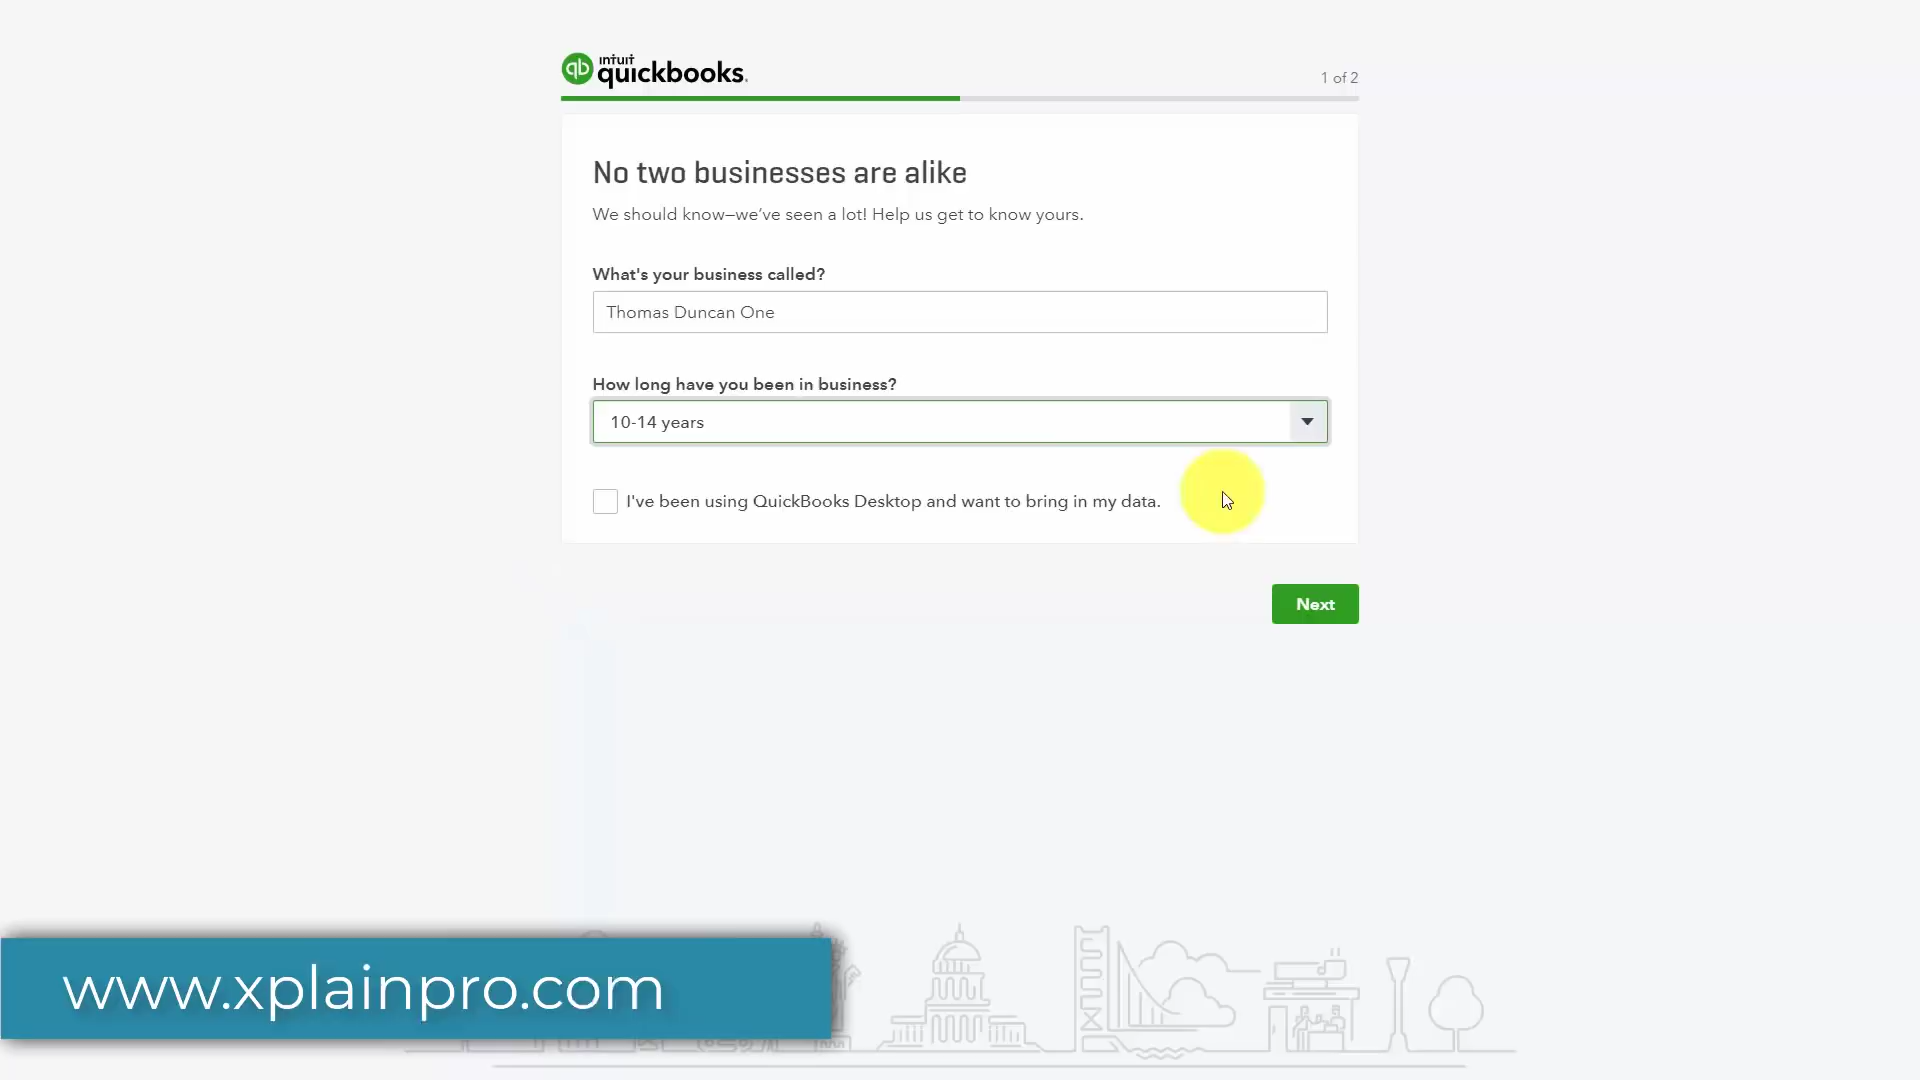 intuit
quickbooks.
1 of 2
No two businesses are alike
We should know—we've seen a lot! Help us get to know yours.
What's your business called?
Thomas Duncan One
How long have you been in business?
10-14 years
I've been using QuickBooks Desktop and want to bring in my data.
Next
www.xplainpro.com